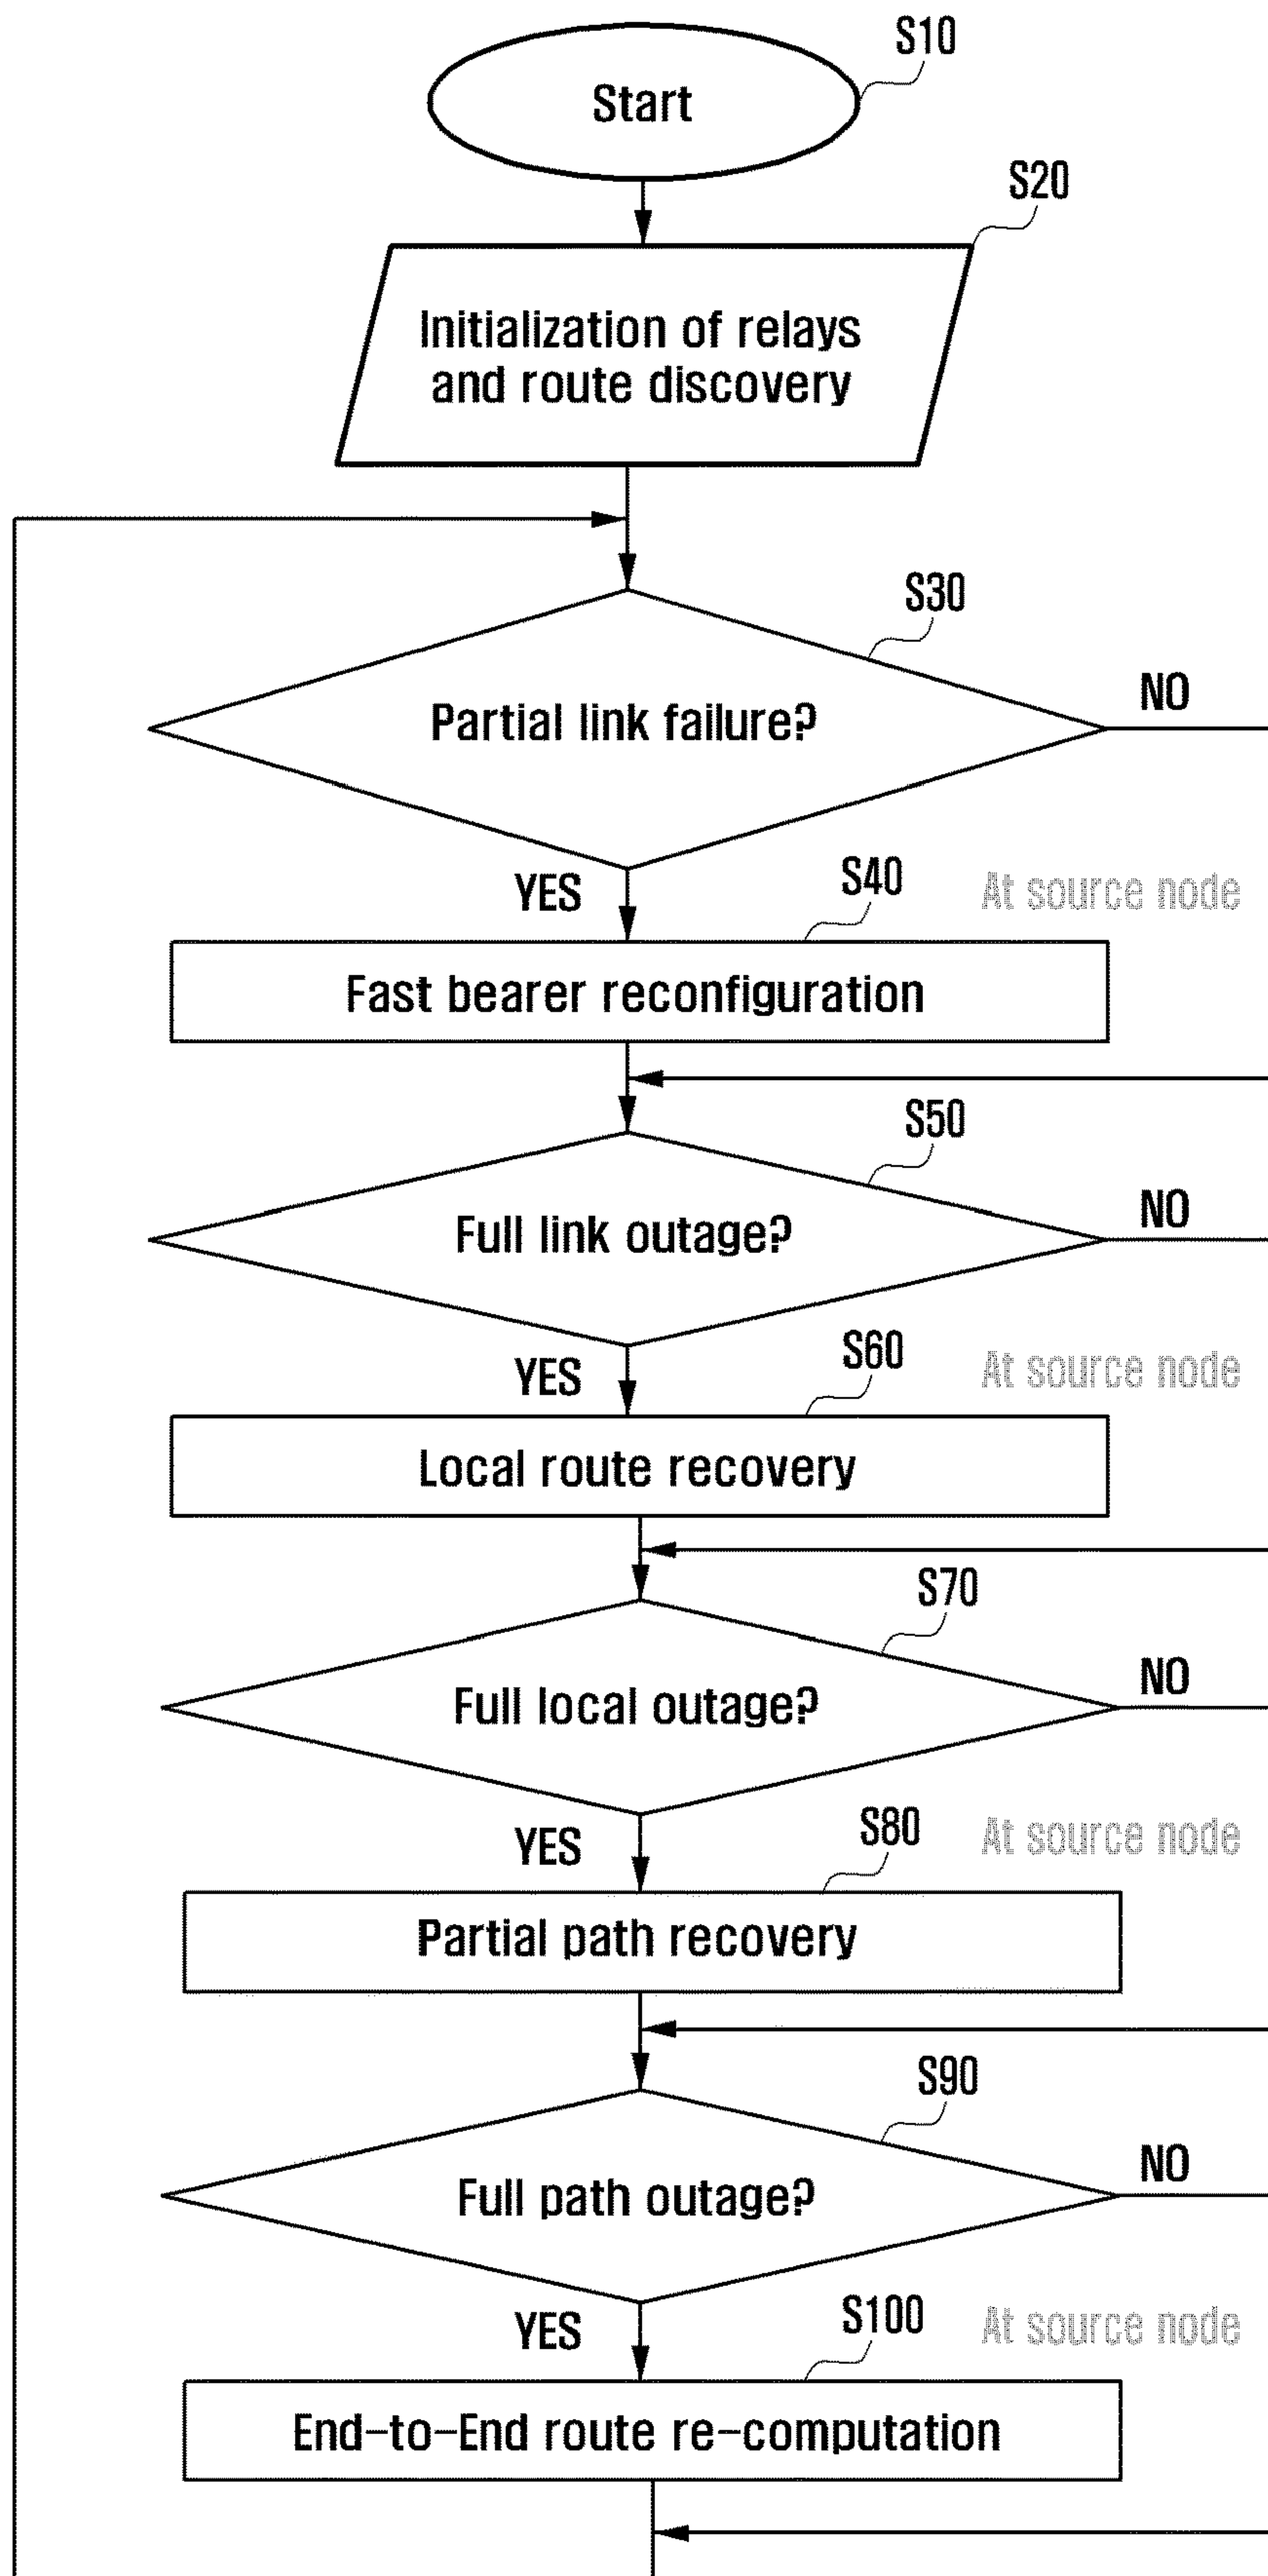 S10
Start
S20
Initialization of relays
and route discovery
S30
Partial link failure?
NO
YES
S40
At source node
Fast bearer reconfiguration
S50
Full link outage?
NO
YES
S60
At source node
Local route recovery
S70
Full local outage?
NO
YES
S80
At source node
Partial path recovery
S90
Full path outage?
NO
YES
S100
At source node
End-to-End route re-computation